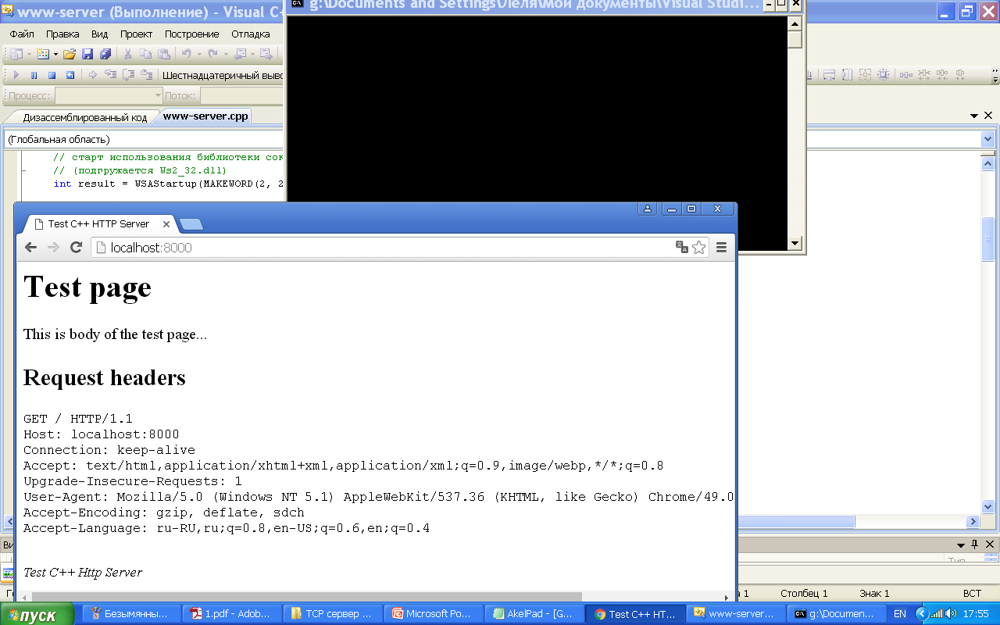 www-server (Выполнение) - Visual C+
g:\Documents and Settings\Леля\Мои документы\Visual Studi...
Файл Правка Вид Проект Построение Отладка
Шестнадцатеричный выво
Процесс: Поток:
Дизассемблированный код www-server.cpp
(Глобальная область)
// старт использования библиотеки сок
// (подгружается Ws2_32.dll)
int result = WSAStartup(MAKEWORD(2, 2
Test C++ HTTP Server
localhost:8000
Test page
This is body of the test page...
Request headers
GET / HTTP/1.1
Host: localhost:8000
Connection: keep-alive
Accept: text/html,application/xhtml+xml,application/xml;q=0.9,image/webp,*/*;q=0.8
Upgrade-Insecure-Requests: 1
User-Agent: Mozilla/5.0 (Windows NT 5.1) AppleWebKit/537.36 (KHTML, like Gecko) Chrome/49.0
Accept-Encoding: gzip, deflate, sdch
Accept-Language: ru-RU,ru;q=0.8,en-US;q=0.6,en;q=0.4
Test C++ Http Server
Ви
Тип
Г 1 Столбец 1 Знак 1 ВСТ
пуск Безымянны... 1.pdf - Adob... TCP сервер ... Microsoft Po... AkelPad - [G... Test C++ HT... www-server... g:\Documen... EN 17:55